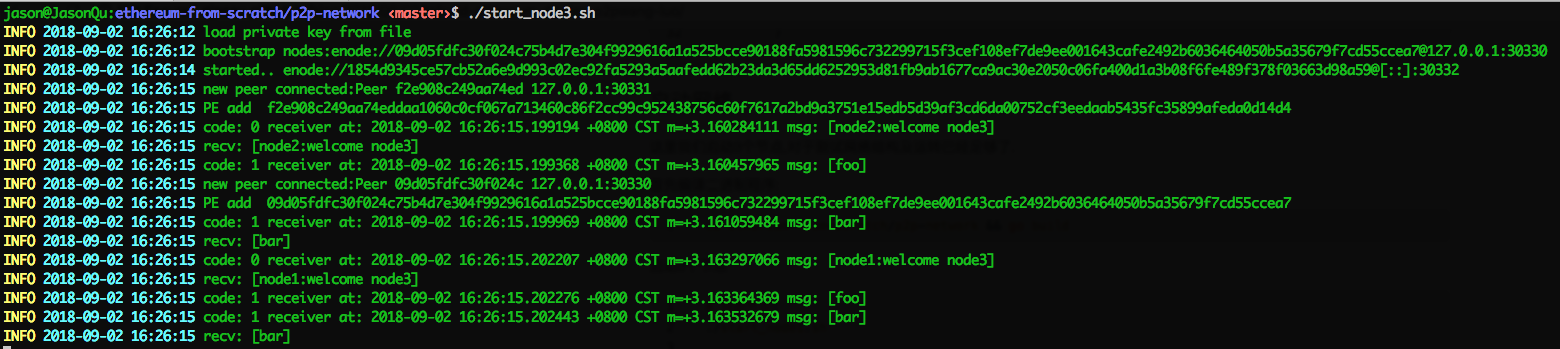 jason@JasonQu:ethereum-from-scratch/p2p-network ‹master›$ ./start_node3.sh
INFO 2018-09-02 16:26:12 load private key from file
INFO 2018-09-02 16:26:12 bootstrap nodes:enode://09d05fdfc30f024c75b4d7e304f9929616a1a525bcce90188fa5981596c732299715f3cef108ef7de9ee001643cafe2492b6036464050b5a35679f7cd55ccea7@127.0.0.1:30330
INFO 2018-09-02 16:26:14 started.. enode://1854d9345ce57cb52a6e9d993c02ec92fa5293a5aafedd62b23da3d65dd6252953d81fb9ab1677ca9ac30e2050c06fa400d1a3b08f6fe489f378f03663d98a59@[::]:30332
INFO 2018-09-02 16:26:15 new peer connected:Peer f2e908c249aa74ed 127.0.0.1:30331
INFO 2018-09-02 16:26:15 PE add  f2e908c249aa74eddaa1060c0cf067a713460c86f2cc99c952438756c60f7617a2bd9a3751e15edb5d39af3cd6da00752cf3eedaab5435fc35899afeda0d14d4
INFO 2018-09-02 16:26:15 code: 0 receiver at: 2018-09-02 16:26:15.199194 +0800 CST m=+3.160284111 msg: [node2:welcome node3]
INFO 2018-09-02 16:26:15 recv: [node2:welcome node3]
INFO 2018-09-02 16:26:15 code: 1 receiver at: 2018-09-02 16:26:15.199368 +0800 CST m=+3.160457965 msg: [foo]
INFO 2018-09-02 16:26:15 new peer connected:Peer 09d05fdfc30f024c 127.0.0.1:30330
INFO 2018-09-02 16:26:15 PE add  09d05fdfc30f024c75b4d7e304f9929616a1a525bcce90188fa5981596c732299715f3cef108ef7de9ee001643cafe2492b6036464050b5a35679f7cd55ccea7
INFO 2018-09-02 16:26:15 code: 1 receiver at: 2018-09-02 16:26:15.199969 +0800 CST m=+3.161059484 msg: [bar]
INFO 2018-09-02 16:26:15 recv: [bar]
INFO 2018-09-02 16:26:15 code: 0 receiver at: 2018-09-02 16:26:15.202207 +0800 CST m=+3.163297066 msg: [node1:welcome node3]
INFO 2018-09-02 16:26:15 recv: [node1:welcome node3]
INFO 2018-09-02 16:26:15 code: 1 receiver at: 2018-09-02 16:26:15.202276 +0800 CST m=+3.163364369 msg: [foo]
INFO 2018-09-02 16:26:15 code: 1 receiver at: 2018-09-02 16:26:15.202443 +0800 CST m=+3.163532679 msg: [bar]
INFO 2018-09-02 16:26:15 recv: [bar]